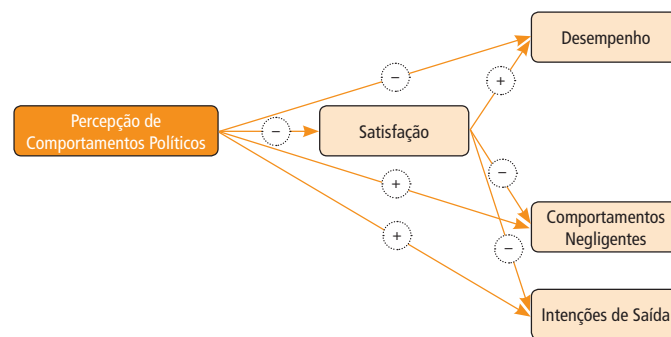 Desempenho
−
+
Percepção de
Comportamentos Políticos
−
Satisfação
−
+
Comportamentos
Negligentes
+
−
Intenções de Saída